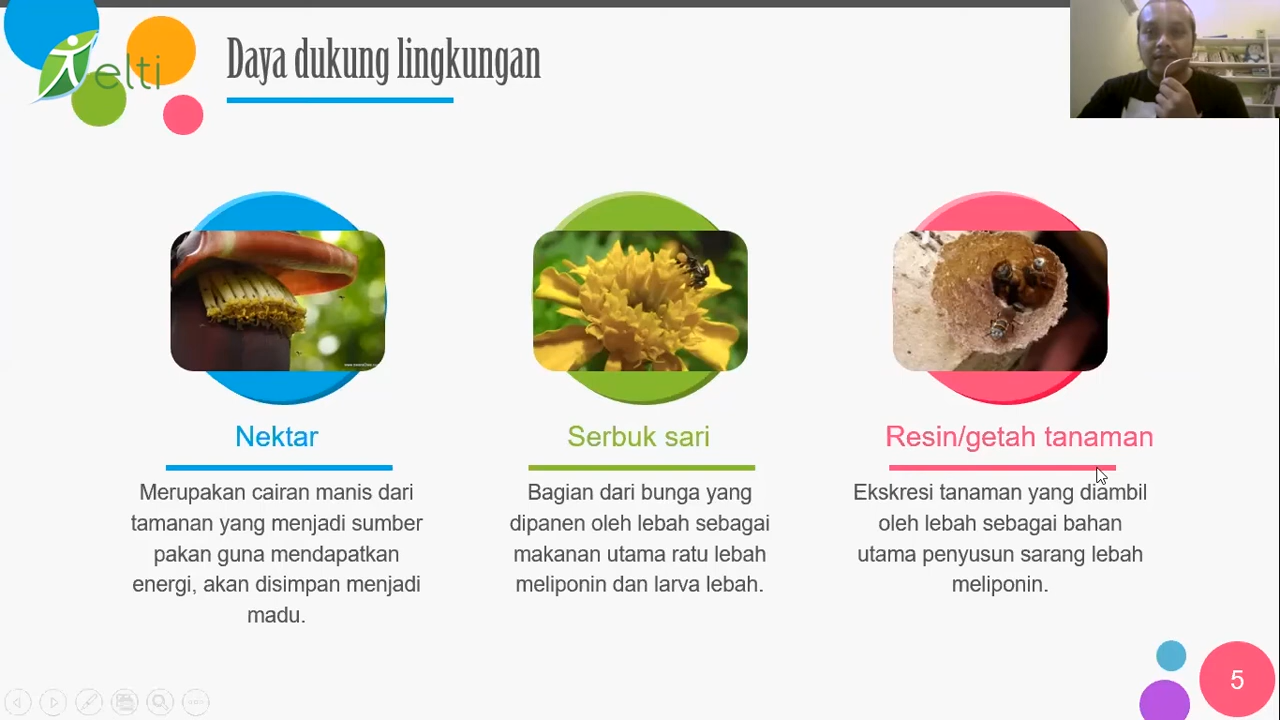 elti
Daya dukung lingkungan
Nektar
Merupakan cairan manis dari
tamanan yang menjadi sumber
pakan guna mendapatkan
energi, akan disimpan menjadi
madu.
Serbuk sari
Bagian dari bunga yang
dipanen oleh lebah sebagai
makanan utama ratu lebah
meliponin dan larva lebah.
Resin/getah tanaman
Ekskresi tanaman yang diambil
oleh lebah sebagai bahan
utama penyusun sarang lebah
meliponin.
5